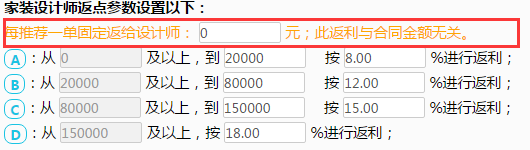 家装设计师返点参数设置以下：
每推荐一单固定返给设计师： 0 元；此返利与合同金额无关。
A：从 0 及以上，到 20000 按 8.00 %进行返利；
B：从 20000 及以上，到 80000 按 12.00 %进行返利；
C：从 80000 及以上，到 150000 按 15.00 %进行返利；
D：从 150000 及以上，按 18.00 %进行返利；